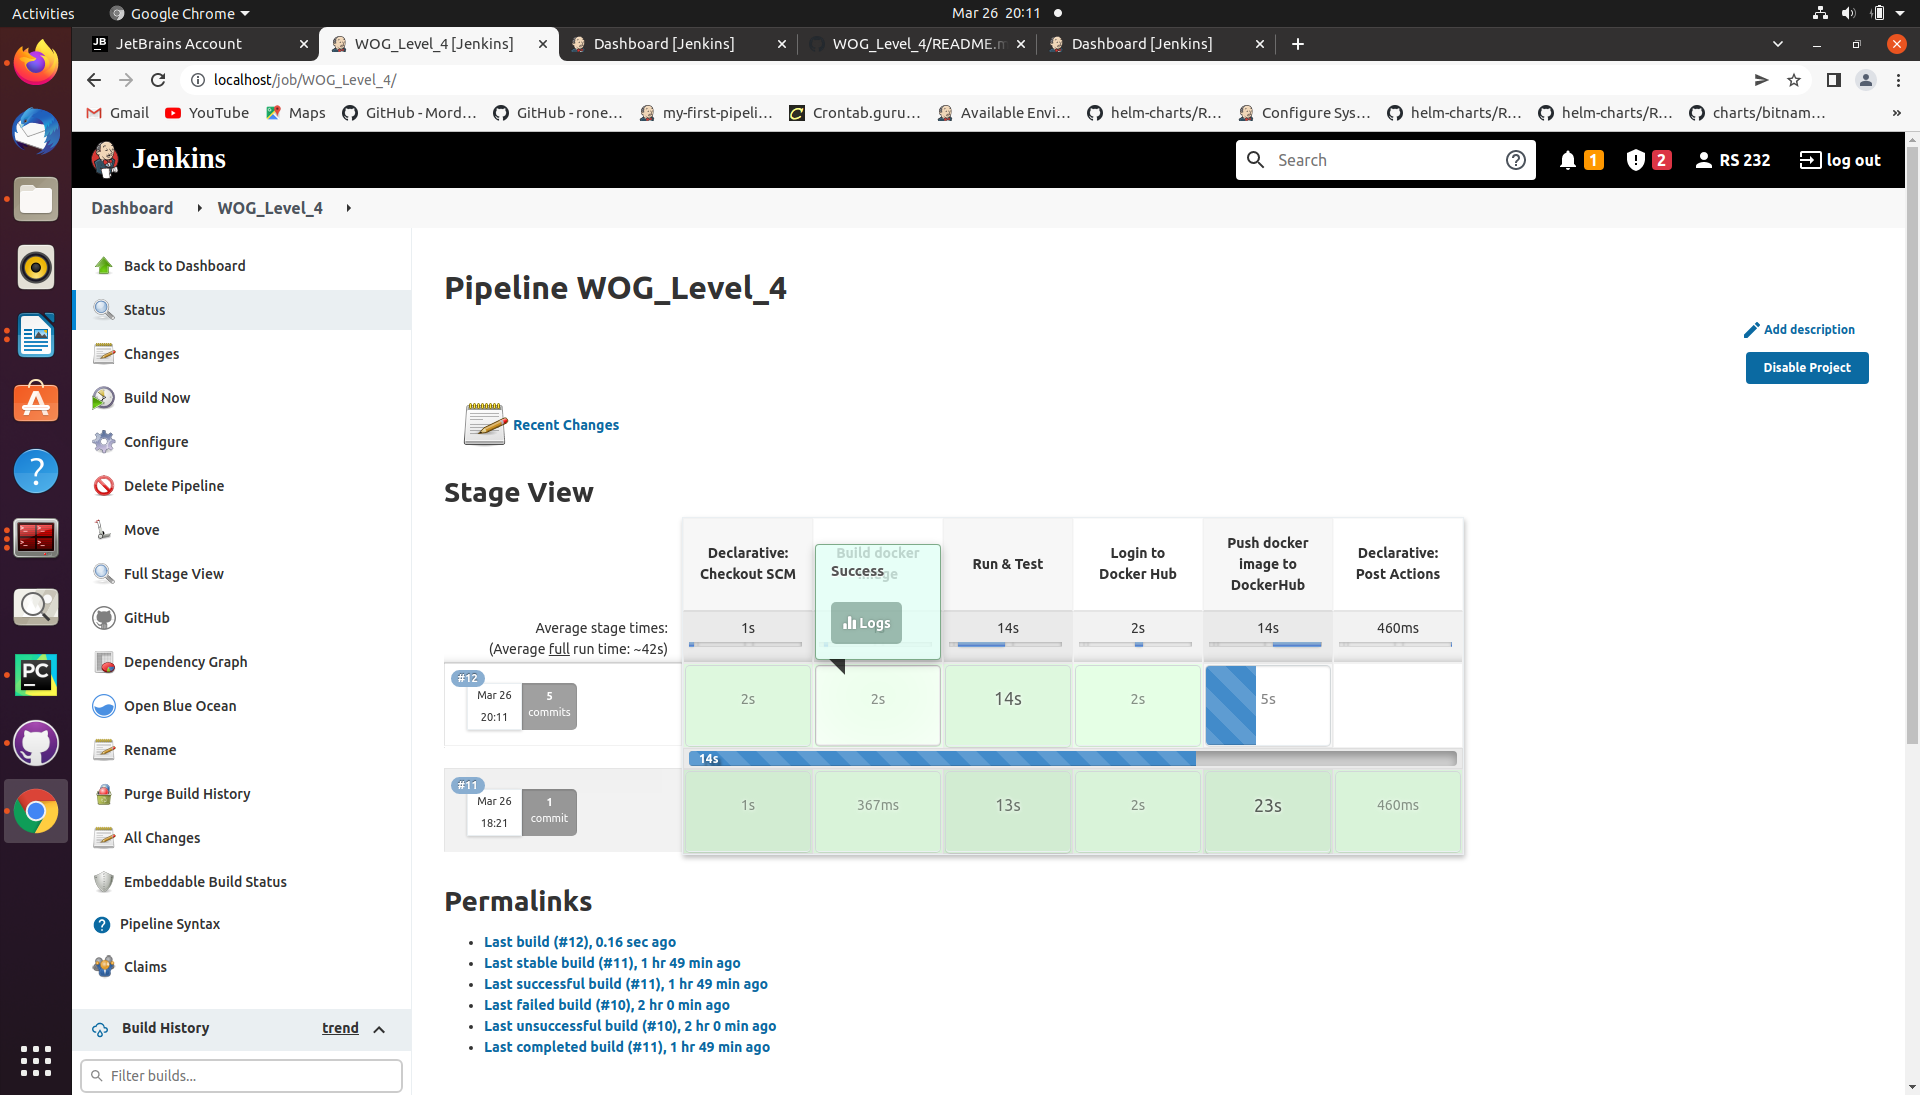 Activities
Google Chrome
Mar 26 20:11
JB
JetBrains Account
WOG_Level_4 [Jenkins]
Dashboard [Jenkins]
WOG_Level_4/README.m
Dashboard [Jenkins]
localhost/job/WOG_Level_4/
Gmail
YouTube
Maps
GitHub - Mord...
GitHub - rone...
my-first-pipeli...
Crontab.guru...
Available Envi...
helm-charts/R...
Configure Sys...
helm-charts/R...
helm-charts/R...
charts/bitnam...
»
Jenkins
Search
1
2
RS 232
log out
Dashboard
WOG_Level_4
Back to Dashboard
Status
Changes
Build Now
Configure
Delete Pipeline
Move
Full Stage View
GitHub
Dependency Graph
Open Blue Ocean
Rename
Purge Build History
All Changes
Embeddable Build Status
Pipeline Syntax
Claims
Build History
trend
Filter builds...
PC
Pipeline WOG_Level_4
Add description
Disable Project
Recent Changes
Stage View
Declarative:
Checkout SCM
Build docker
image
Success
Logs
Run & Test
Login to
Docker Hub
Push docker
image to
DockerHub
Declarative:
Post Actions
Average stage times:
(Average full run time: ~42s)
1s
14s
2s
14s
460ms
#12
Mar 26
20:11
5
commits
2s
2s
14s
2s
5s
14s
#11
Mar 26
18:21
1
commit
1s
367ms
13s
2s
23s
460ms
Permalinks
Last build (#12), 0.16 sec ago
Last stable build (#11), 1 hr 49 min ago
Last successful build (#11), 1 hr 49 min ago
Last failed build (#10), 2 hr 0 min ago
Last unsuccessful build (#10), 2 hr 0 min ago
Last completed build (#11), 1 hr 49 min ago